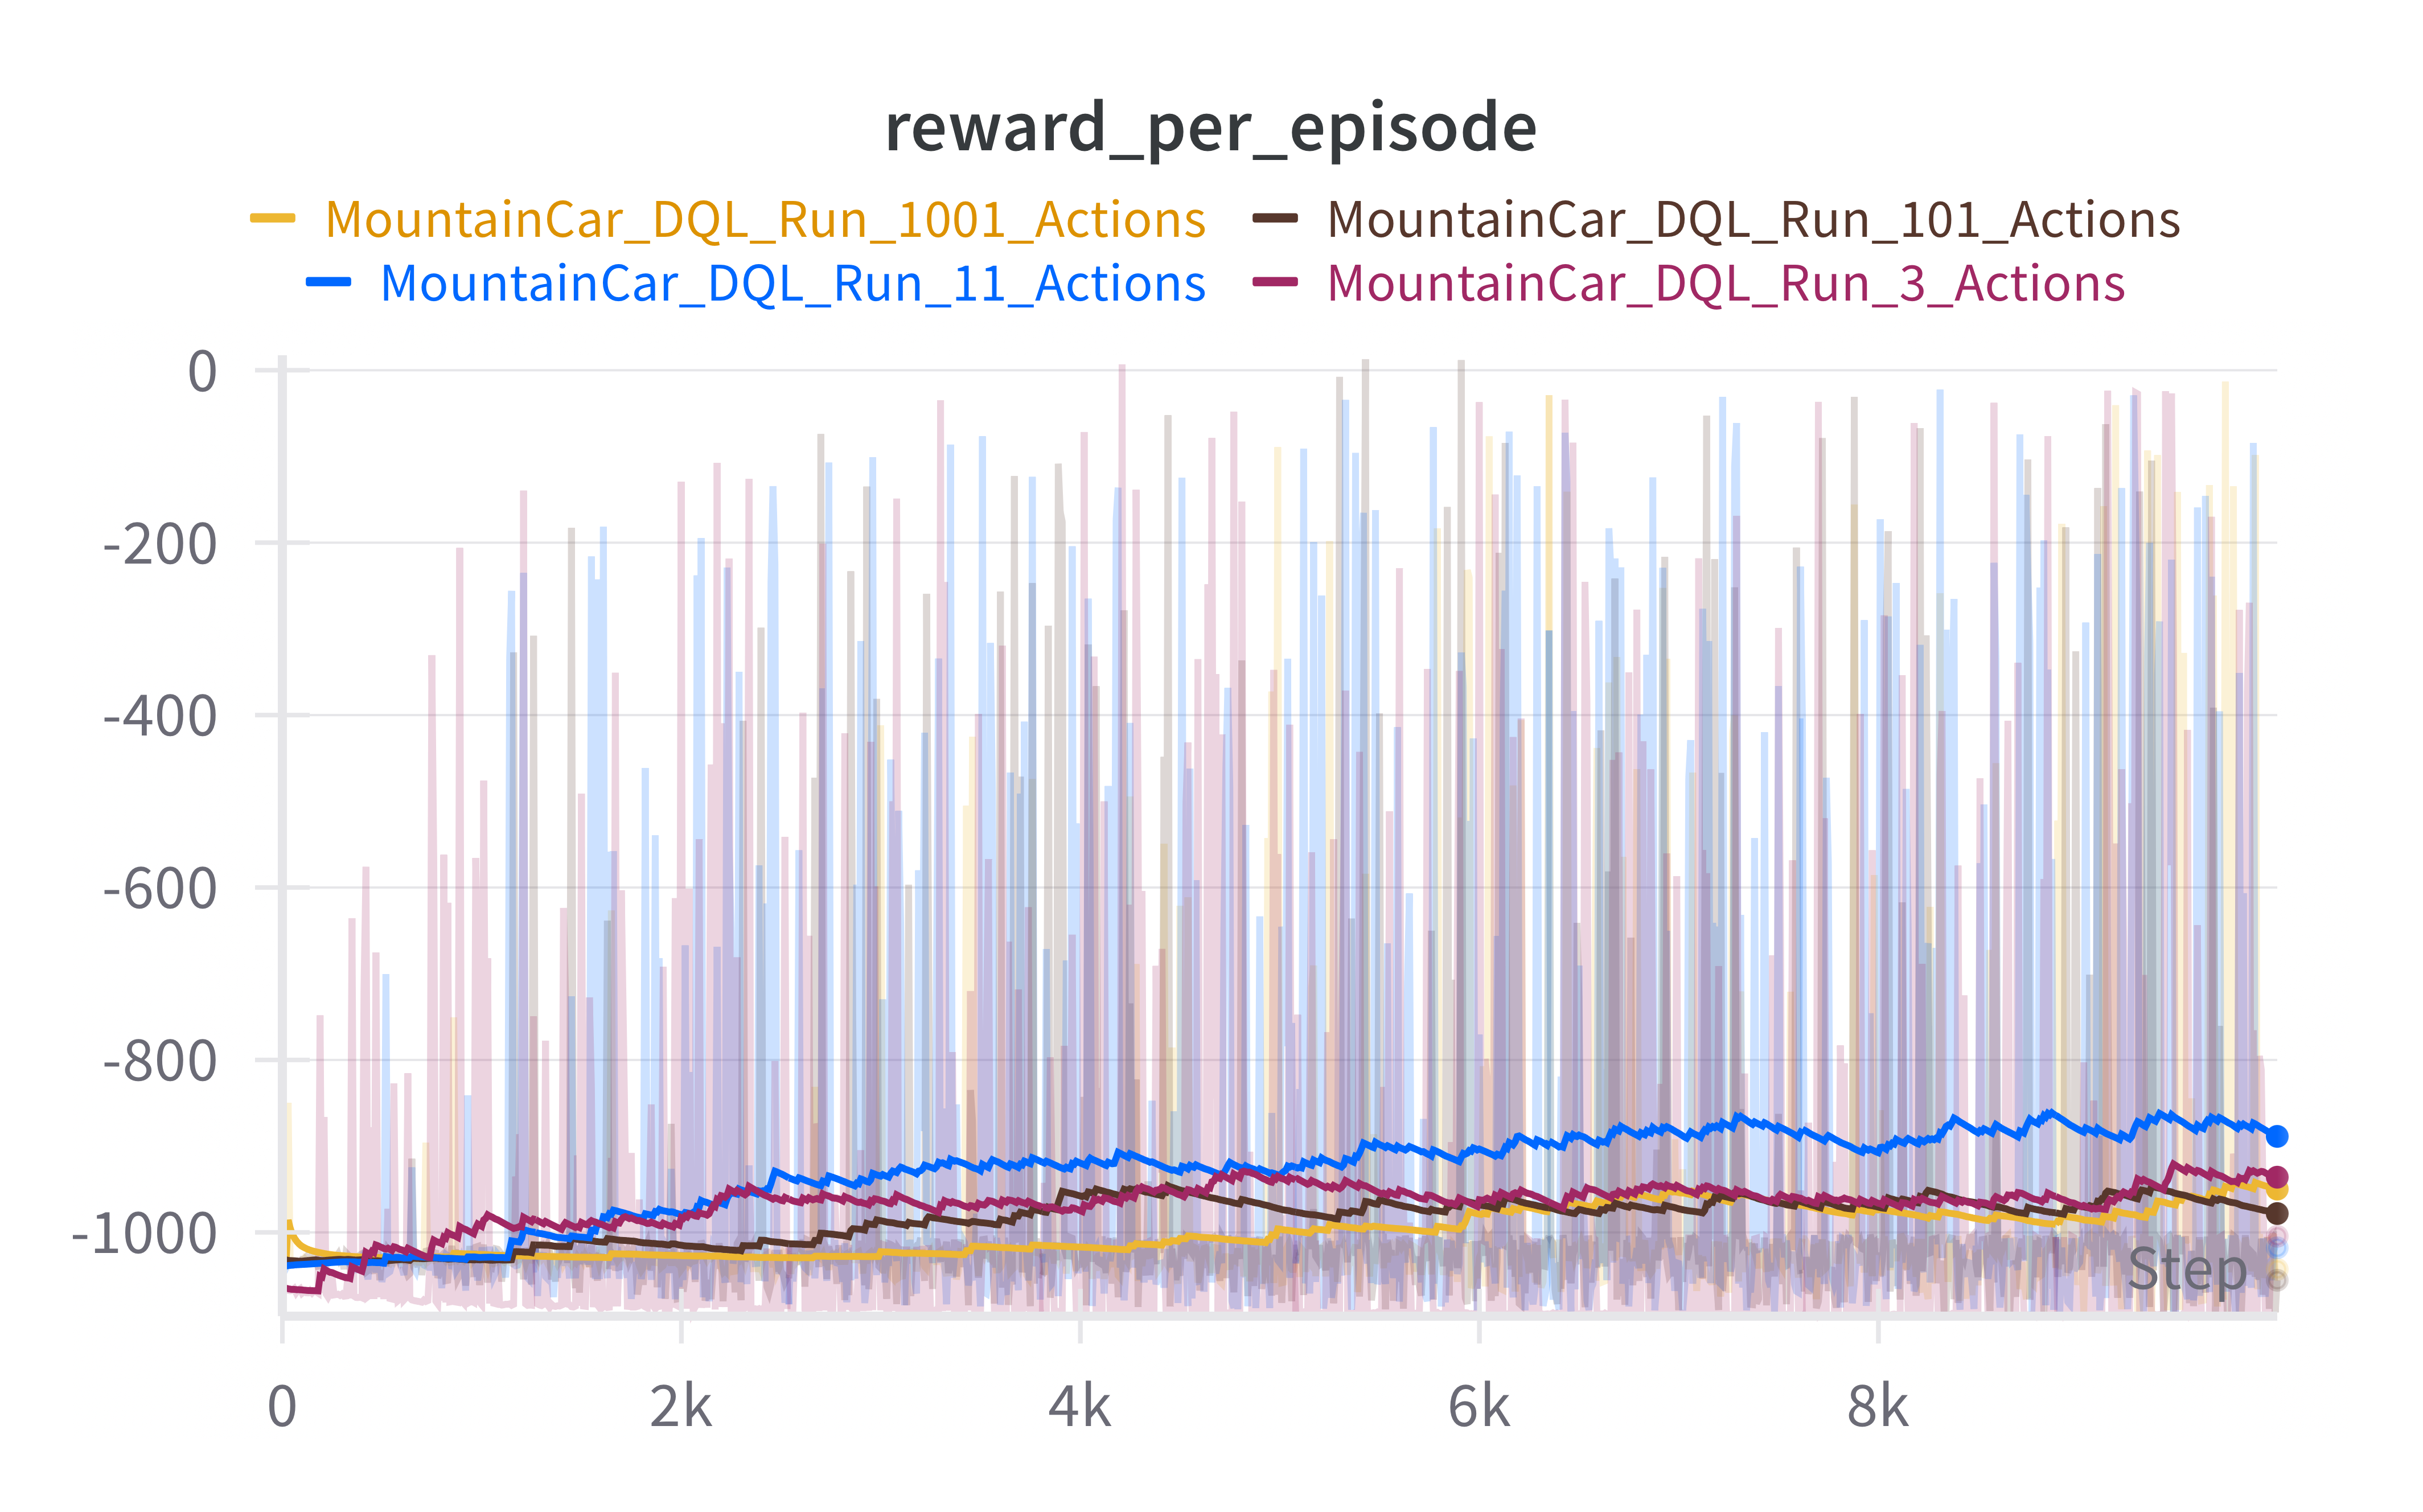 reward_per_episode
MountainCar_DQL_Run_1001_Actions MountainCar_DQL_Run_101_Actions
MountainCar_DQL_Run_11_Actions MountainCar_DQL_Run_3_Actions
0
-200
-400
-600
-800
-1000
Step
0 2k 4k 6k 8k